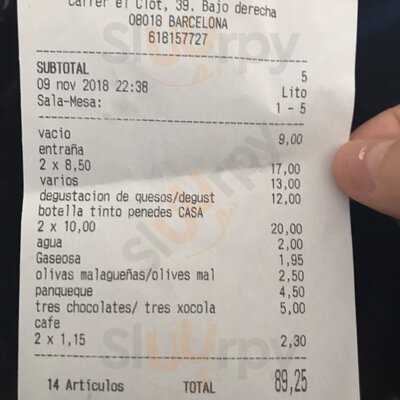 Carrer el Clot, 39. Bajo derecha
08018 BARCELONA
618157727
SUBTOTAL 5
09 nov 2018 22:38 Lito
Sala-Mesa: 1 - 5
vacio 9,00
entraña
2 x 8,50 17,00
varios 13,00
degustacion de quesos/degust 12,00
botella tinto penedes CASA
2 x 10,00 20,00
agua 2,00
Gaseosa 1,95
olivas malagueñas/olives mal 2,50
panqueque 4,50
tres chocolates/ tres xocola 5,00
cafe
2 x 1,15 2,30
14 Articulos TOTAL 89,25
sluurpy
sluurpy
sluurpy